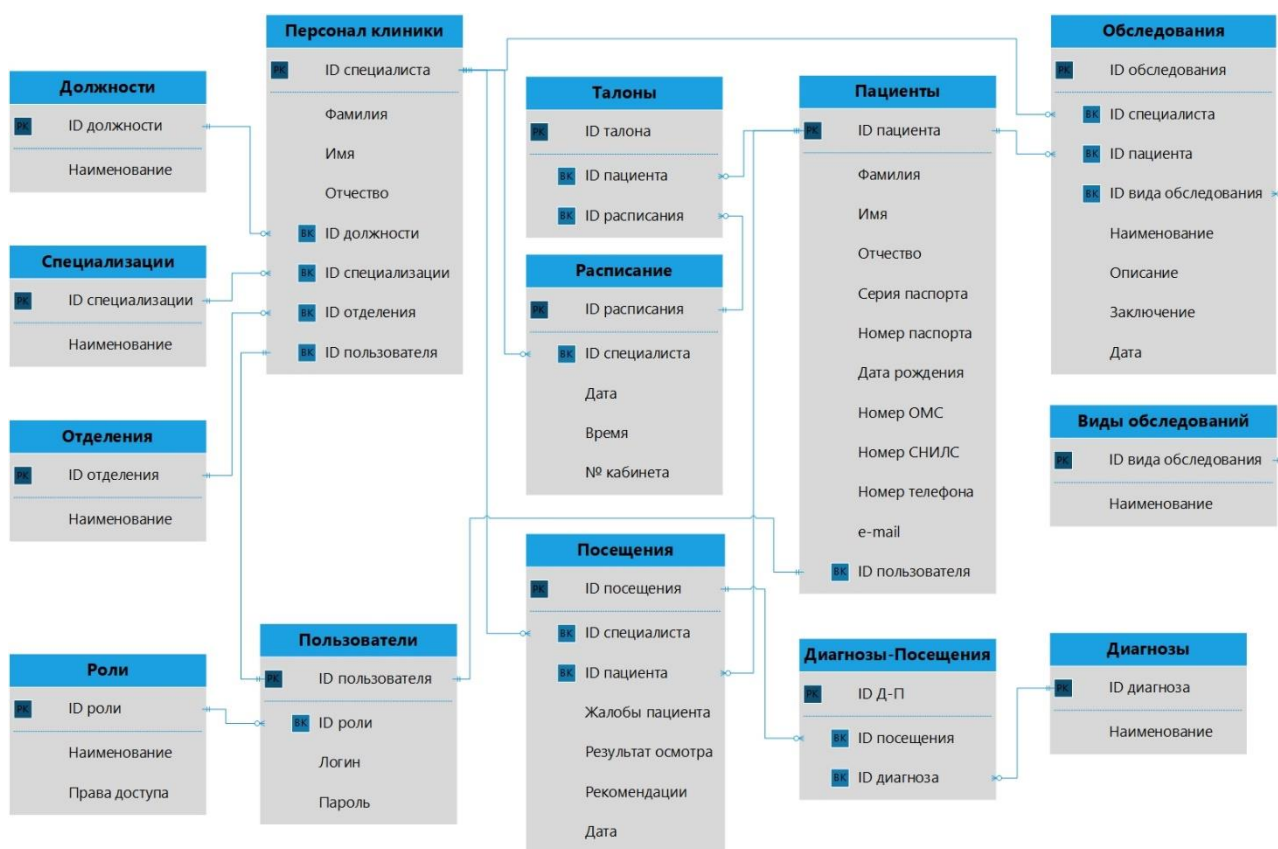 Персонал клиники
PK ID специалиста
Фамилия
Имя
Отчество
ВК ID должности
ВК ID специализации
ВК ID отделения
ВК ID пользователя
Должности
PK ID должности
Наименование
Специализации
PK ID специализации
Наименование
Отделения
PK ID отделения
Наименование
Роли
PK ID роли
Наименование
Права доступа
Пользователи
PK ID пользователя
ВК ID роли
Логин
Пароль
Талоны
PK ID талона
ВК ID пациента
ВК ID расписания
Расписание
PK ID расписания
ВК ID специалиста
Дата
Время
№ кабинета
Посещения
PK ID посещения
ВК ID специалиста
ВК ID пациента
Жалобы пациента
Результат осмотра
Рекомендации
Дата
Пациенты
PK ID пациента
Фамилия
Имя
Отчество
Серия паспорта
Номер паспорта
Дата рождения
Номер ОМС
Номер СНИЛС
Номер телефона
e-mail
ВК ID пользователя
Диагнозы-Посещения
PK ID Д-П
ВК ID посещения
ВК ID диагноза
Обследования
PK ID обследования
ВК ID специалиста
ВК ID пациента
ВК ID вида обследования
Наименование
Описание
Заключение
Дата
Виды обследований
PK ID вида обследования
Наименование
Диагнозы
PK ID диагноза
Наименование